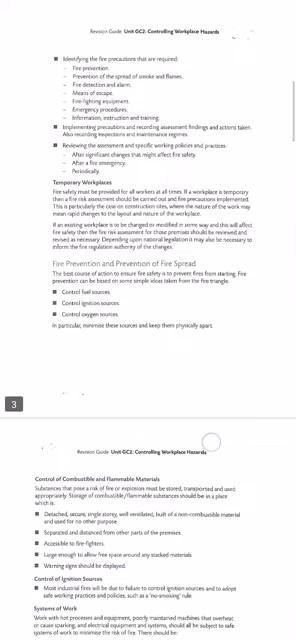 Revision Guide Unit GC2: Controlling Workplace Hazards
■ Identifying the fire precautions that are required:
– Fire prevention.
– Prevention of the spread of smoke and flames.
– Fire detection and alarm.
– Means of escape.
– Fire-fighting equipment.
– Emergency procedures.
– Information, instruction and training.
■ Implementing precautions and recording assessment findings and actions taken.
Also recording inspections and maintenance regimes.
■ Reviewing the assessment and specific working policies and practices:
– After significant changes that might affect fire safety.
– After a fire emergency.
– Periodically.
Temporary Workplaces
Fire safety must be provided for all workers at all times. If a workplace is temporary
then a fire risk assessment should be carried out and fire precautions implemented.
This is particularly the case on construction sites, where the nature of the work may
mean rapid changes to the layout and nature of the workplace.
If an existing workplace is to be changed or modified in some way and this will affect
fire safety then the fire risk assessment for those premises should be reviewed and
revised as necessary. Depending upon national legislation it may also be necessary to
inform the fire regulation authority of the changes.
Fire Prevention and Prevention of Fire Spread
The best course of action to ensure fire safety is to prevent fires from starting. Fire
prevention can be based on some simple ideas taken from the fire triangle.
■ Control fuel sources.
■ Control ignition sources.
■ Control oxygen sources.
In particular, minimise these sources and keep them physically apart.
3
Revision Guide Unit GC2: Controlling Workplace Hazards
Control of Combustible and Flammable Materials
Substances that pose a risk of fire or explosion must be stored, transported and used
appropriately. Storage of combustible/flammable substances should be in a place
which is:
■ Detached, secure, single storey, well ventilated, built of a non-combustible material
and used for no other purpose.
■ Separated and distanced from other parts of the premises.
■ Accessible to fire-fighters.
■ Large enough to allow free space around any stacked materials
■ Warning signs should be displayed.
Control of Ignition Sources
■ Most industrial fires will be due to failure to control ignition sources and to adopt
safe working practices and policies, such as a 'no-smoking' rule.
Systems of Work
Work with hot processes and equipment, poorly maintained machines that overheat
or cause sparking, and electrical equipment and systems, should all be subject to safe
systems of work to minimise the risk of fire. There should be: